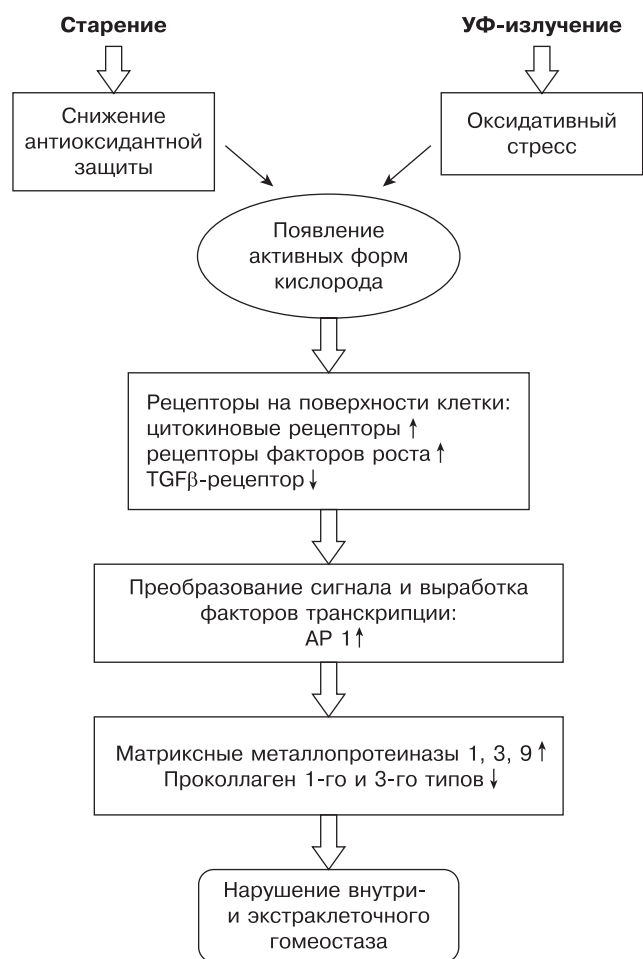 Старение
УФ-излучение
Снижение
антиоксидантной
защиты
Оксидативный
стресс
Появление
активных форм
кислорода
Рецепторы на поверхности клетки:
цитокиновые рецепторы↑
рецепторы факторов роста↑
TGFβ-рецептор↓
Преобразование сигнала и выработка
факторов транскрипции:
АР 1↑
Матриксные металлопротеиназы 1, 3, 9↑
Проколлаген 1-го и 3-го типов↓
Нарушение внутри-
и экстраклеточного
гомеостаза